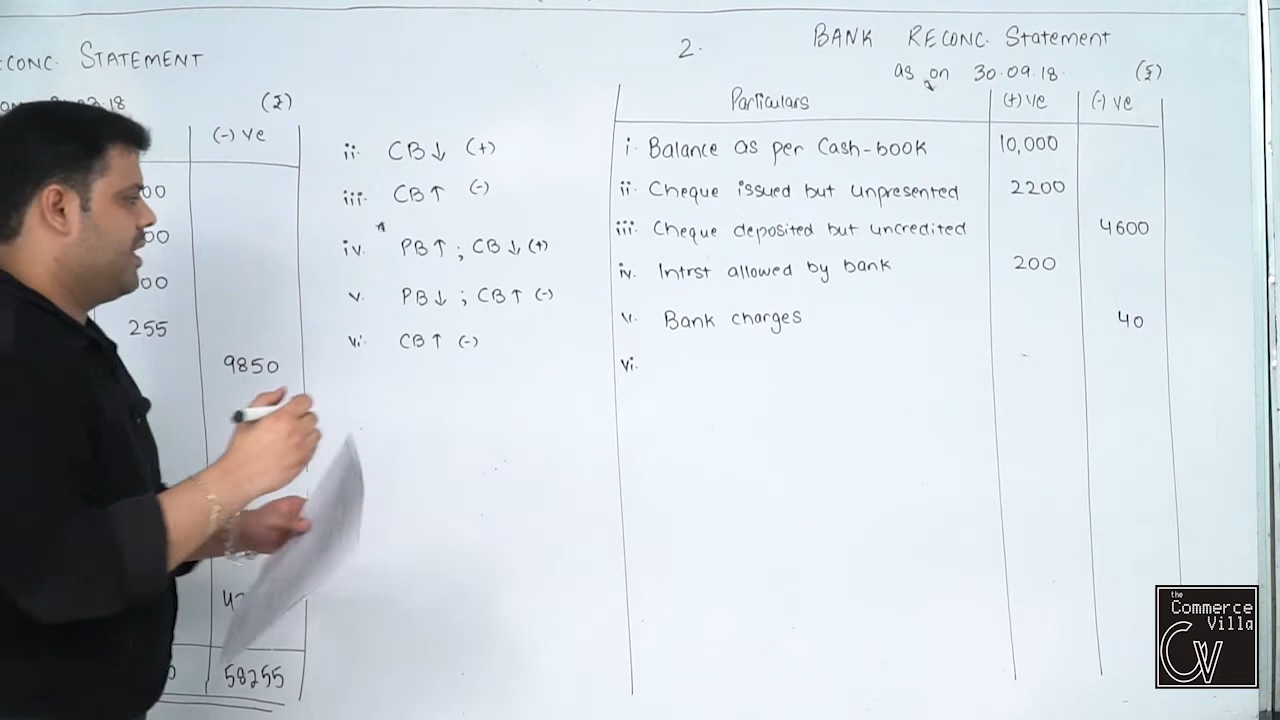 ECONC. STATEMENT
18 (₹)
(-) ve
00
00
00
255
9850
58255
ii. CB↓ (+)
iii. CB↑ (-)
iv. PB↑ ; CB↓ (+)
v. PB↓ ; CB↑ (-)
vi. CB↑ (-)
2. BANK RECONC. Statement
as on 30.09.18. (₹)
Particulars (+) ve (-) ve
i. Balance as per Cash-book 10,000
ii. Cheque issued but unpresented 2200
iii. Cheque deposited but uncredited 4600
iv. Intrst allowed by bank 200
v. Bank charges 40
vi.
the
Commerce
Villa
CV